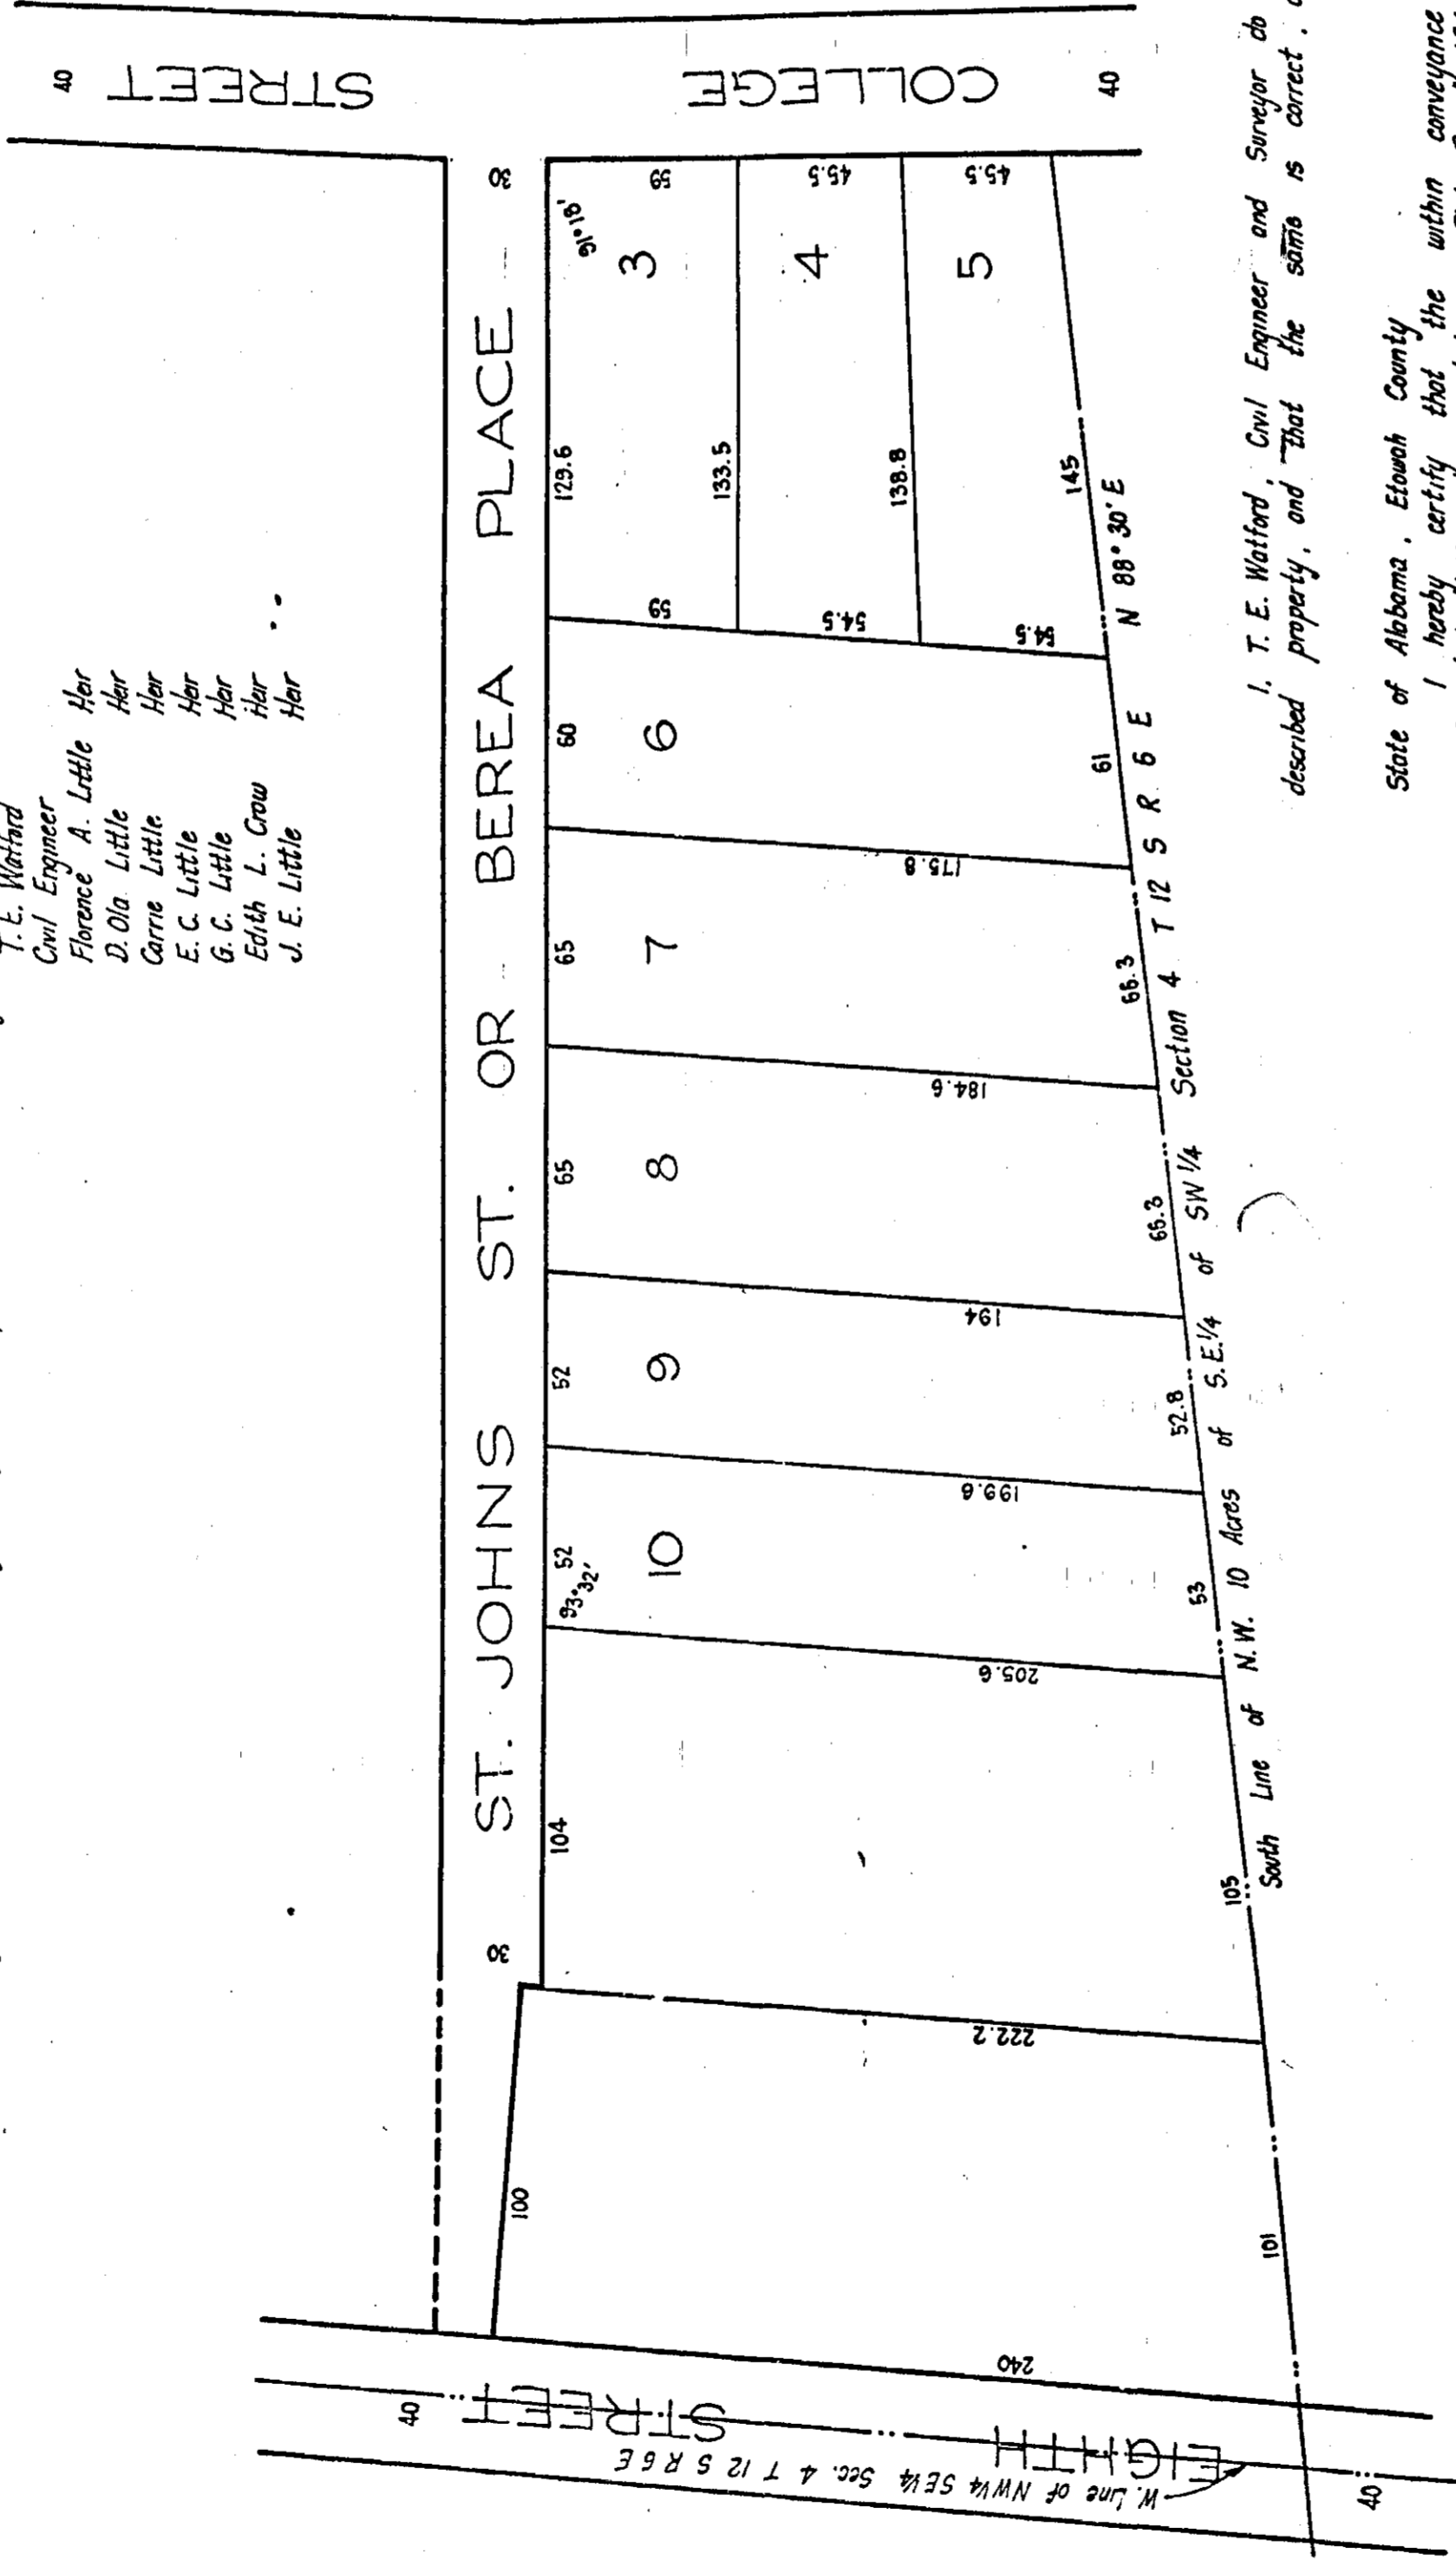 T. E. Watford
Civil Engineer
Florence A. Little Heir
D. Ola Little Heir
Carrie Little Heir
E. C. Little Heir
G. C. Little Heir
Edith L. Crow Heir
J. E. Little Heir
40 STREET COLLEGE 40
ST. JOHNS ST. OR BEREA PLACE
30
30
100
104
52
52
65
65
60
129.6
93°32'
91°18'
10
9
8
7
6
3
4
5
59
45.5
45.5
59
54.5
54.5
133.5
138.8
145
240
222.2
205.6
199.6
194
184.6
175.8
101
105
53
52.8
66.3
66.3
61
South Line of N.W. 10 Acres of S.E.1/4 of SW 1/4 Section 4 T 12 S R 6 E N 88° 30' E
40 STREET EIGHTH 40
W. Line of NW1/4 SE1/4 Sec. 4 T 12 S R 6 E
I, T. E. Watford, Civil Engineer and Surveyor do
described property, and that the same is correct,
State of Alabama, Etowah County
I hereby certify that the within conveyance